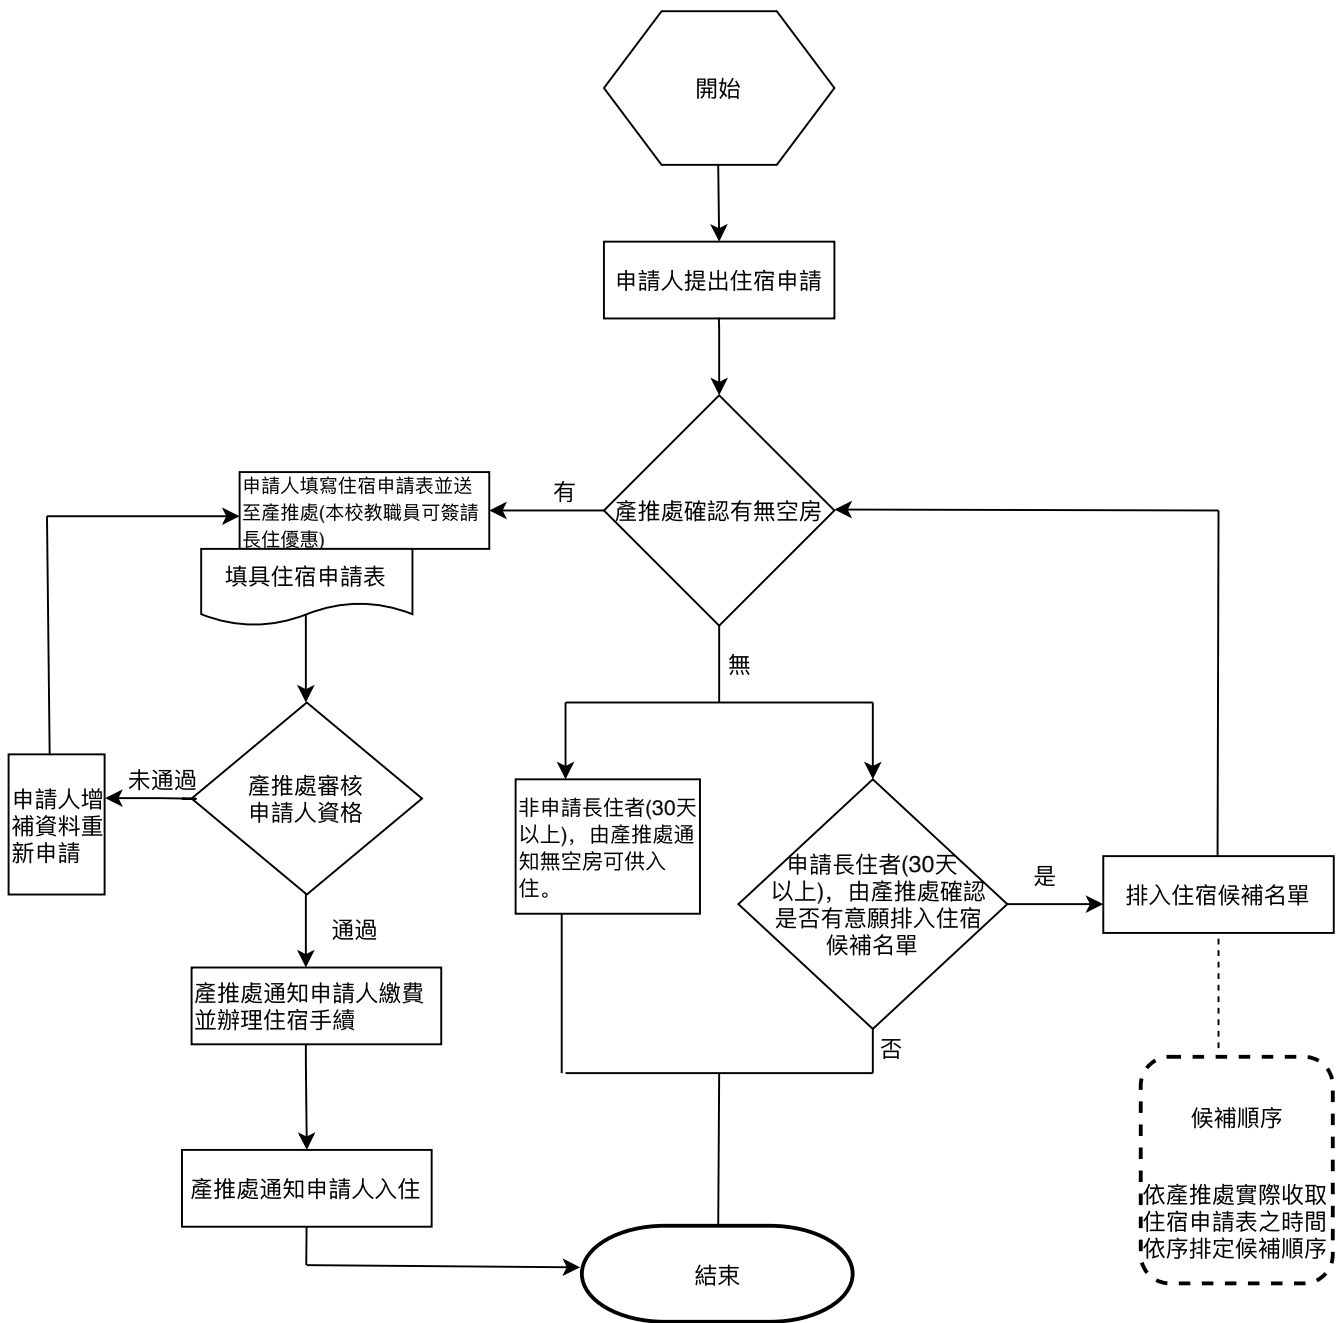 開始
申請人提出住宿申請
產推處確認有無空房
有
申請人填寫住宿申請表並送
至產推處(本校教職員可簽請
長住優惠)
填具住宿申請表
產推處審核
申請人資格
未通過
申請人增
補資料重
新申請
通過
產推處通知申請人繳費
並辦理住宿手續
產推處通知申請人入住
無
非申請長住者(30天
以上)，由產推處通
知無空房可供入
住。
申請長住者(30天
以上)，由產推處確認
是否有意願排入住宿
候補名單
是
否
排入住宿候補名單
候補順序
依產推處實際收取
住宿申請表之時間
依序排定候補順序
結束